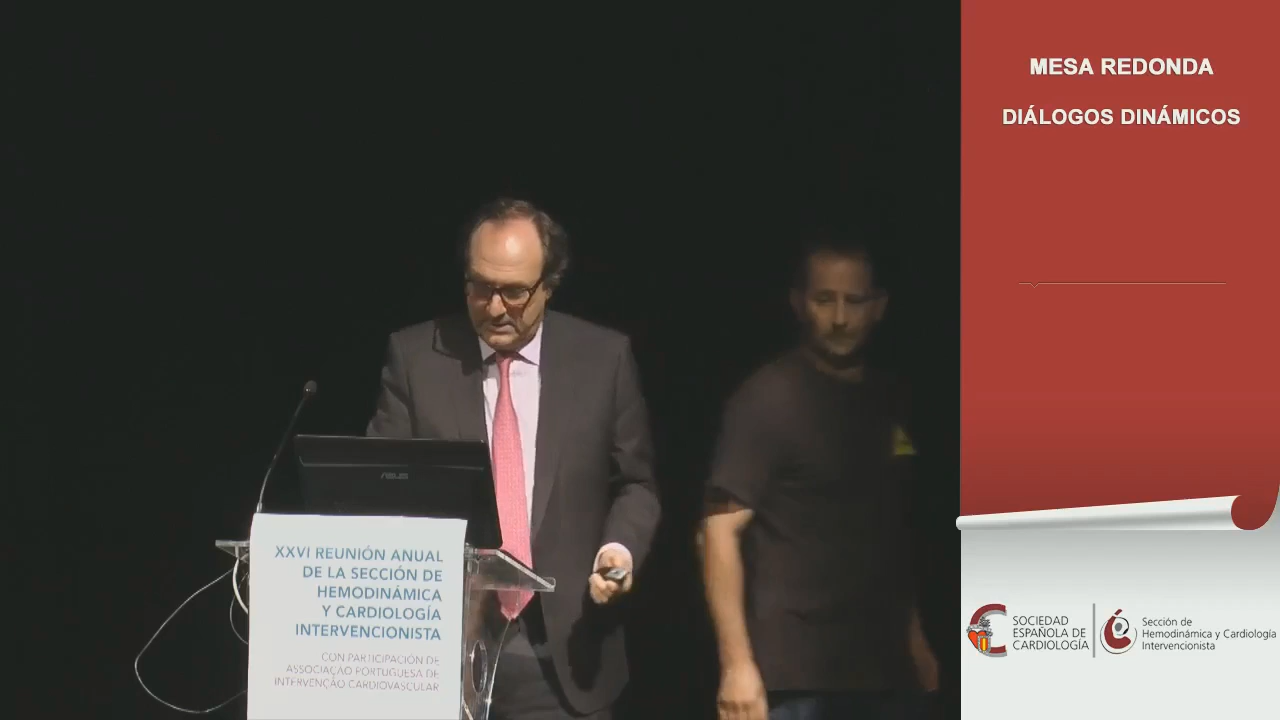 MESA REDONDA
DIÁLOGOS DINÁMICOS
ASUS
XXVI REUNIÓN ANUAL
DE LA SECCIÓN DE
HEMODINÁMICA
Y CARDIOLOGÍA
INTERVENCIONISTA
CON PARTICIPACIÓN DE
ASSOCIAÇÃO PORTUGUESA DE
INTERVENÇÃO CARDIOVASCULAR
SOCIEDAD
ESPAÑOLA DE
CARDIOLOGÍA
Sección de
Hemodinámica y Cardiología
Intervencionista